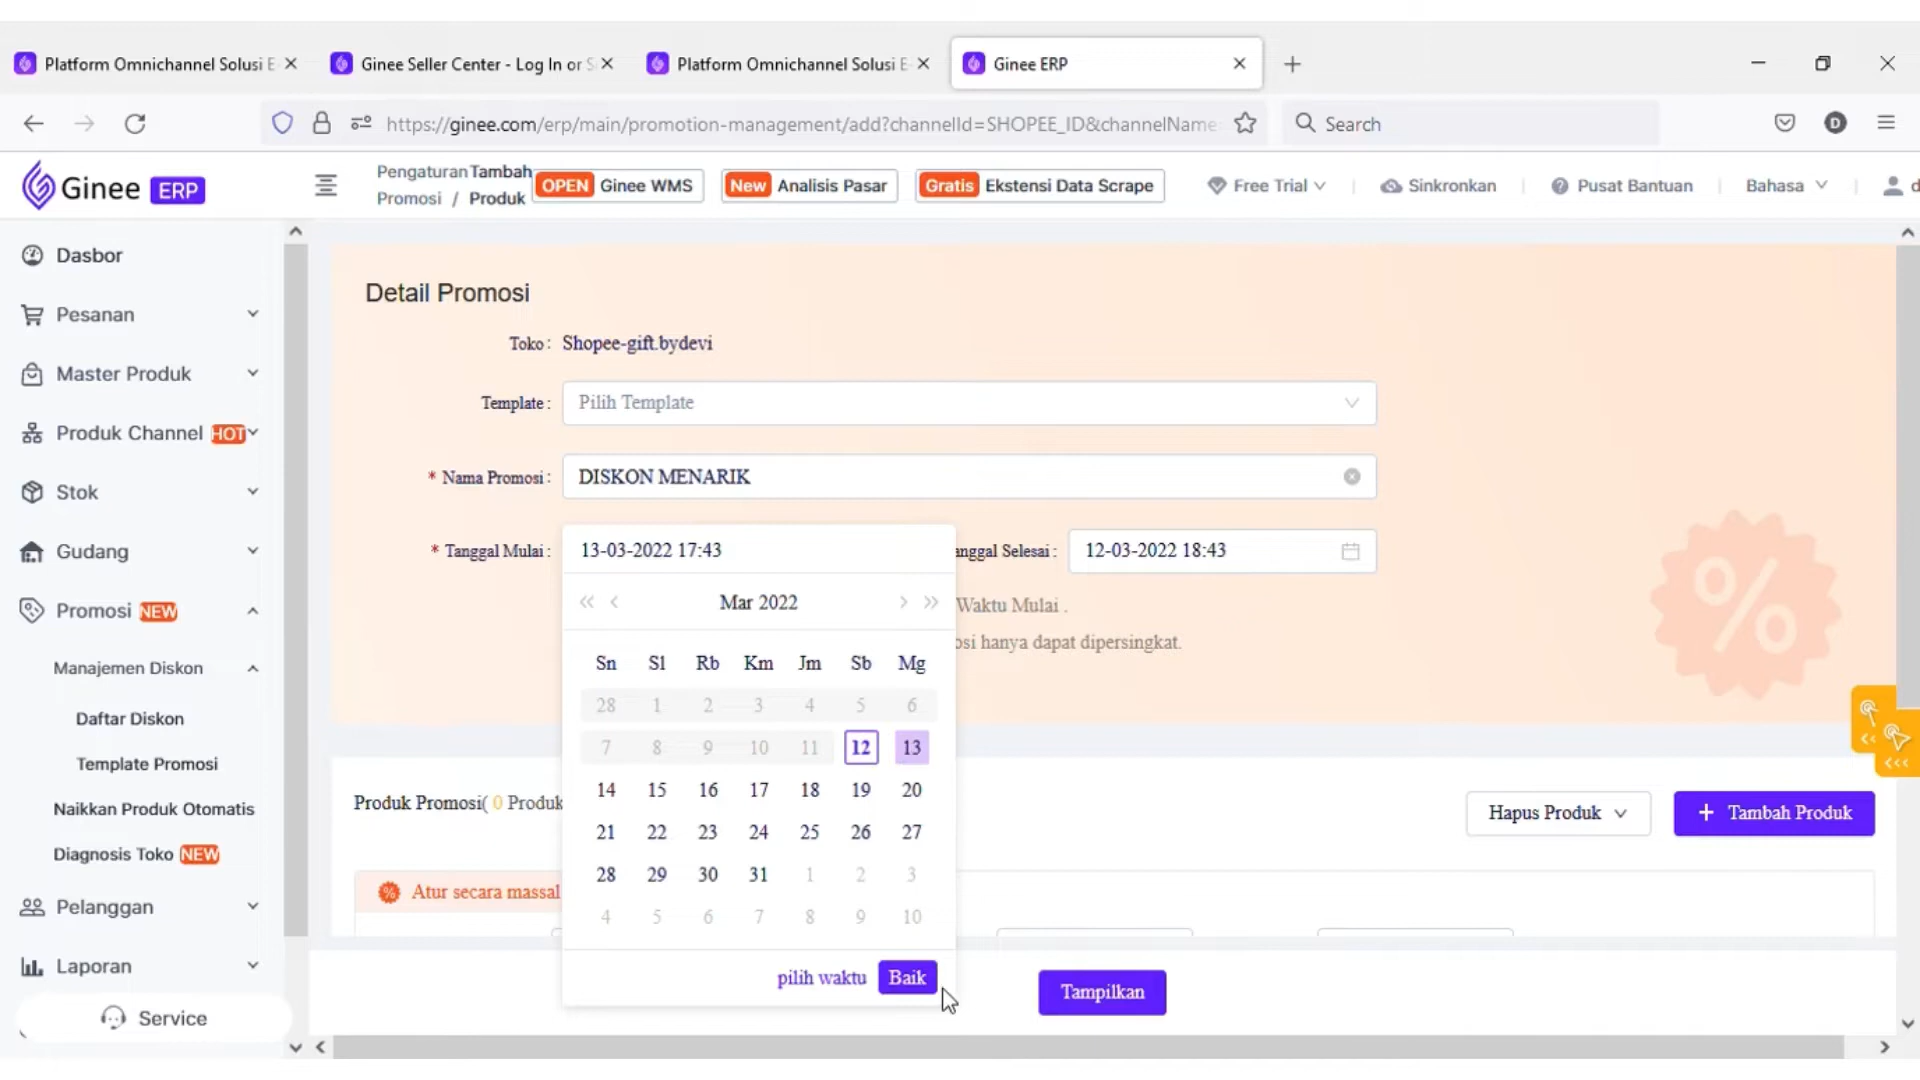 Platform Omnichannel Solusi E
Ginee Seller Center - Log In or S
Platform Omnichannel Solusi E
Ginee ERP
https://ginee.com/erp/main/promotion-management/add?channelId=SHOPEE_ID&channelName
Search
Ginee ERP
Pengaturan Promosi / Tambah Produk
OPEN Ginee WMS
New Analisis Pasar
Gratis Ekstensi Data Scrape
Free Trial
Sinkronkan
Pusat Bantuan
Bahasa
d
Dasbor
Pesanan
Master Produk
Produk Channel HOT
Stok
Gudang
Promosi NEW
Manajemen Diskon
Daftar Diskon
Template Promosi
Naikkan Produk Otomatis
Diagnosis Toko NEW
Pelanggan
Laporan
Service
Detail Promosi
Toko: Shopee-gift.bydevi
Template: Pilih Template
* Nama Promosi: DISKON MENARIK
* Tanggal Mulai: 13-03-2022 17:43
anggal Selesai: 12-03-2022 18:43
Waktu Mulai .
osi hanya dapat dipersingkat.
« ‹ Mar 2022 › »
Sn Sl Rb Km Jm Sb Mg
28 1 2 3 4 5 6
7 8 9 10 11 12 13
14 15 16 17 18 19 20
21 22 23 24 25 26 27
28 29 30 31 1 2 3
4 5 6 7 8 9 10
pilih waktu Baik
Produk Promosi( 0 Produk
Hapus Produk
+ Tambah Produk
% Atur secara massal
Tampilkan